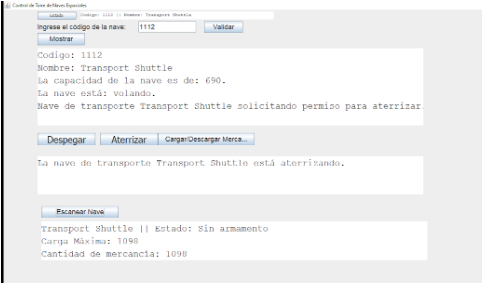 Control de Torre de Naves Espaciales
Listado Codigo: 1112 || Nombre: Transport Shuttle
Ingrese el código de la nave: 1112 Validar
Mostrar
Codigo: 1112
Nombre: Transport Shuttle
La capacidad de la nave es de: 690.
La nave está: volando.
Nave de transporte Transport Shuttle solicitando permiso para aterrizar.
Despegar Aterrizar Cargar/Descargar Merca...
La nave de transporte Transport Shuttle está aterrizando.
Escanear Nave
Transport Shuttle || Estado: Sin armamento
Carga Máxima: 1098
Cantidad de mercancía: 1098